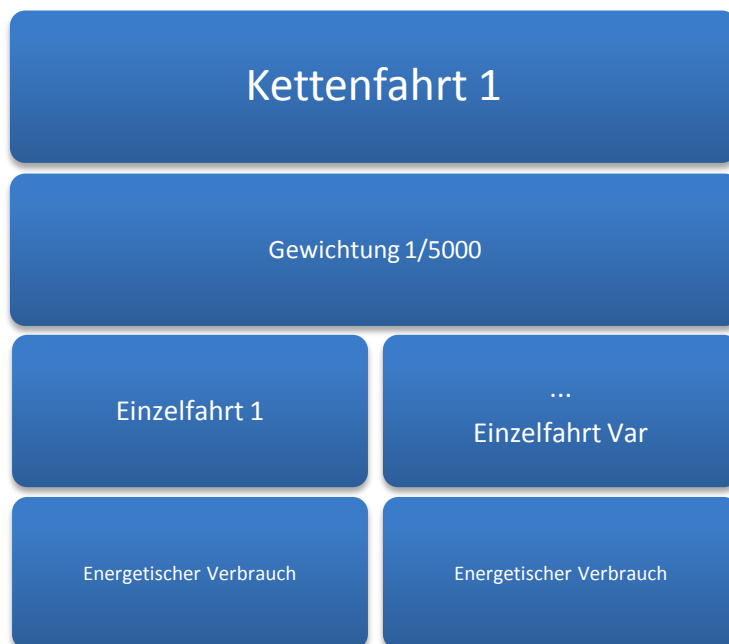 Kettenfahrt 1
Gewichtung 1/5000
Einzelfahrt 1
...
Einzelfahrt Var
Energetischer Verbrauch
Energetischer Verbrauch